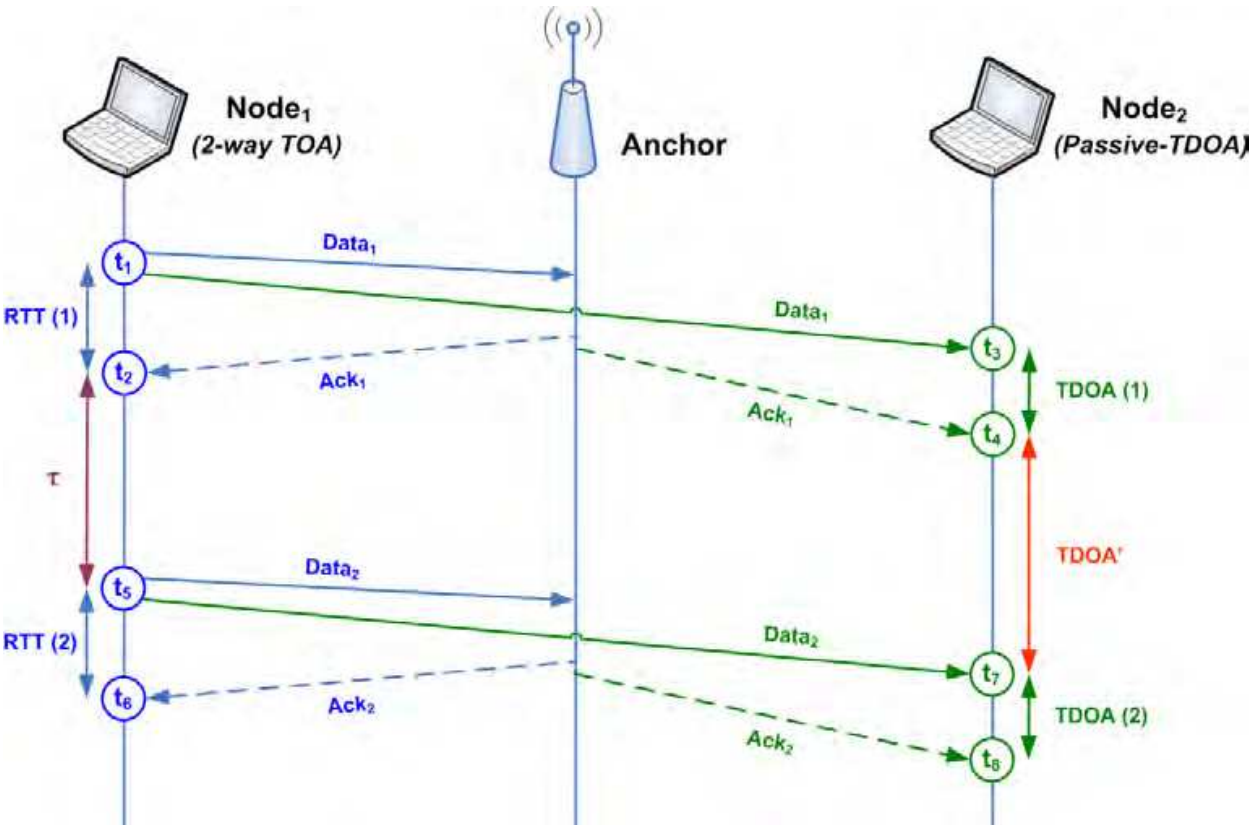 Node₁
(2-way TOA)
Anchor
Node₂
(Passive-TDOA)
t₁
Data₁
RTT (1)
Data₁
t₃
t₂
Ack₁
TDOA (1)
Ack₁
t₄
τ
TDOA'
t₅
Data₂
RTT (2)
Data₂
t₇
t₆
Ack₂
TDOA (2)
Ack₂
t₈